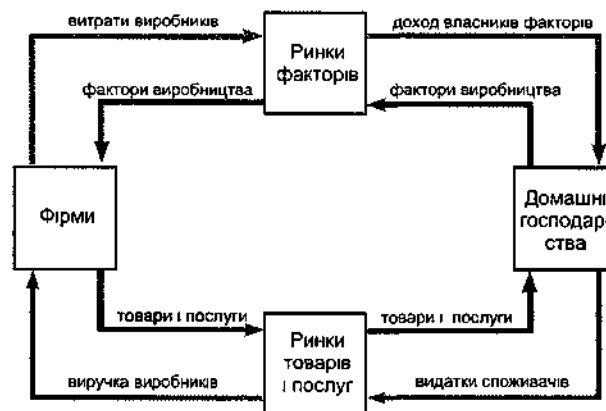 витрати виробників
Ринки
факторів
доход власників факторів
фактори виробництва
фактори виробництва
Фірми
Домашні
господар-
ства
товари і послуги
Ринки
товарів
і послуг
товари і послуги
виручка виробників
видатки споживачів